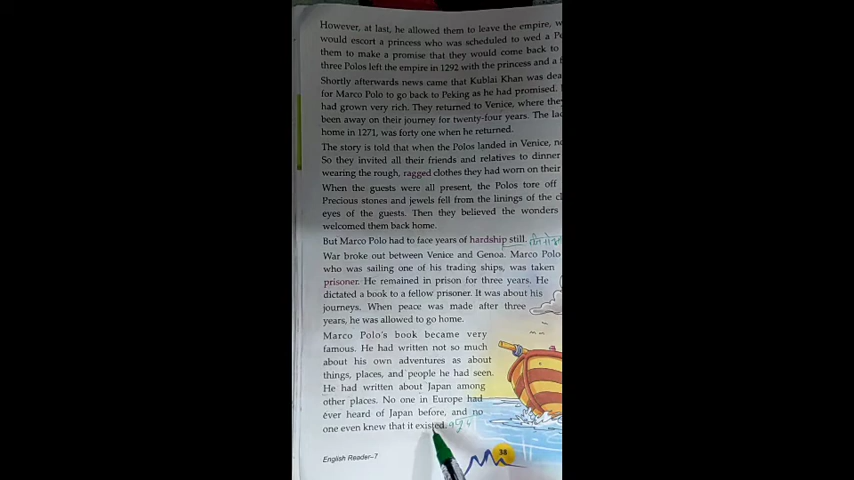 However, at last, he allowed them to leave the empire,
would escort a princess who was scheduled to wed a
them to make a promise that they would come back to
three Polos left the empire in 1292 with the princess and a
Shortly afterwards news came that Kublai Khan was
for Marco Polo to go back to Peking as he had promised.
had grown very rich. They returned to Venice, where
been away on their journey for twenty-four years. The
home in 1271, was forty one when he returned.
The story is told that when the Polos landed in Venice,
So they invited all their friends and relatives to dinner
wearing the rough, ragged clothes they had worn on their
When the guests were all present, the Polos tore off
Precious stones and jewels fell from the linings of the
eyes of the guests. Then they believed the wonders
welcomed them back home.
But Marco Polo had to face years of hardship still.
War broke out between Venice and Genoa. Marco Polo
who was sailing one of his trading ships, was taken
prisoner. He remained in prison for three years. He
dictated a book to a fellow prisoner. It was about his
journeys. When peace was made after three
years, he was allowed to go home.
Marco Polo's book became very
famous. He had written not so much
about his own adventures as about
things, places, and people he had seen.
He had written about Japan among
other places. No one in Europe had
ever heard of Japan before, and no
one even knew that it existed.
English Reader-7
38